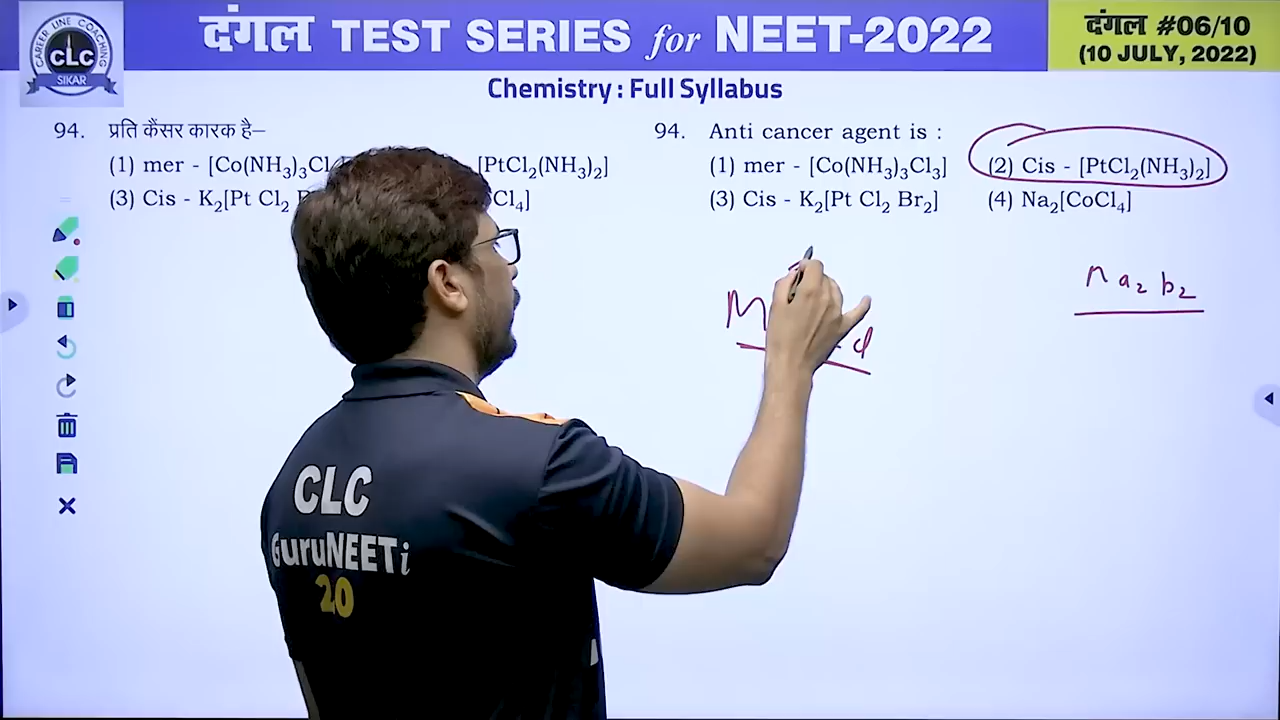 CAREER LINE COACHING
CLC
SIKAR
दंगल TEST SERIES for NEET-2022
दंगल #06/10
(10 JULY, 2022)
Chemistry : Full Syllabus
94. प्रति कैंसर कारक है–
(1) mer - [Co(NH₃)₃Cl [PtCl₂(NH₃)₂]
(3) Cis - K₂[Pt Cl₂ Cl₄]
94. Anti cancer agent is :
(1) mer - [Co(NH₃)₃Cl₃] (2) Cis - [PtCl₂(NH₃)₂]
(3) Cis - K₂[Pt Cl₂ Br₂] (4) Na₂[CoCl₄]
M d
a₂ b₂
CLC
GuruNEETi
20